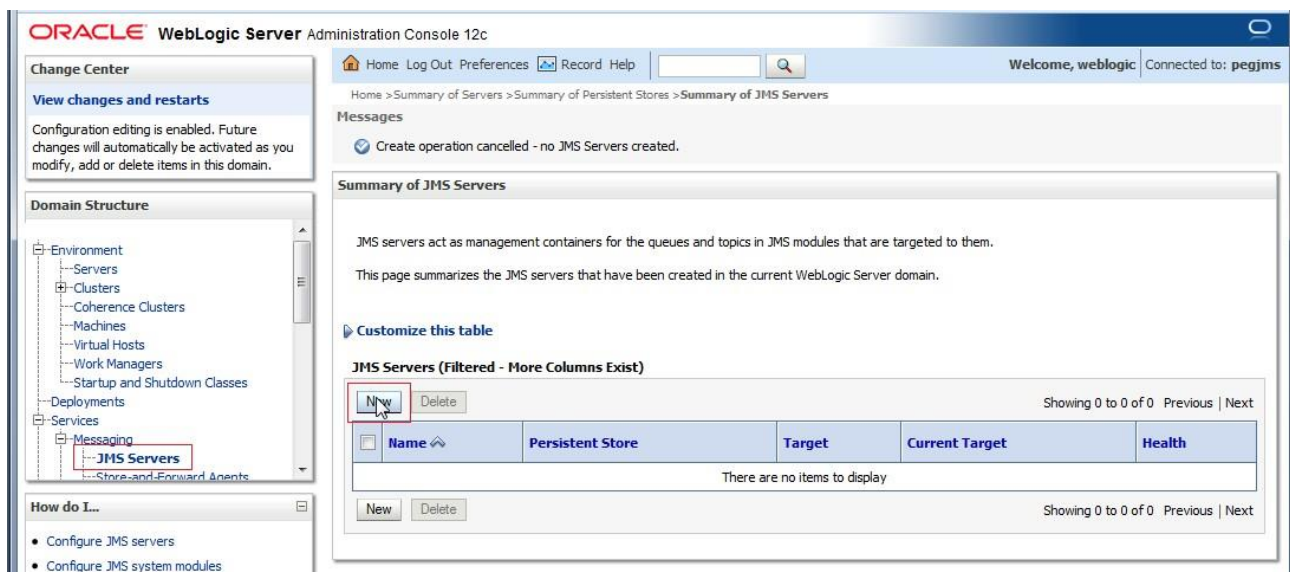 ORACLE WebLogic Server Administration Console 12c
Change Center
View changes and restarts
Configuration editing is enabled. Future
changes will automatically be activated as you
modify, add or delete items in this domain.
Domain Structure
Environment
Servers
Clusters
Coherence Clusters
Machines
Virtual Hosts
Work Managers
Startup and Shutdown Classes
Deployments
Services
Messaging
JMS Servers
Store-and-Forward Agents
How do I...
Configure JMS servers
Configure JMS system modules
Home Log Out Preferences Record Help
Welcome, weblogic Connected to: pegjms
Home >Summary of Servers >Summary of Persistent Stores >Summary of JMS Servers
Messages
Create operation cancelled - no JMS Servers created.
Summary of JMS Servers
JMS servers act as management containers for the queues and topics in JMS modules that are targeted to them.
This page summarizes the JMS servers that have been created in the current WebLogic Server domain.
Customize this table
JMS Servers (Filtered - More Columns Exist)
New Delete Showing 0 to 0 of 0 Previous | Next
Name Persistent Store Target Current Target Health
There are no items to display
New Delete Showing 0 to 0 of 0 Previous | Next